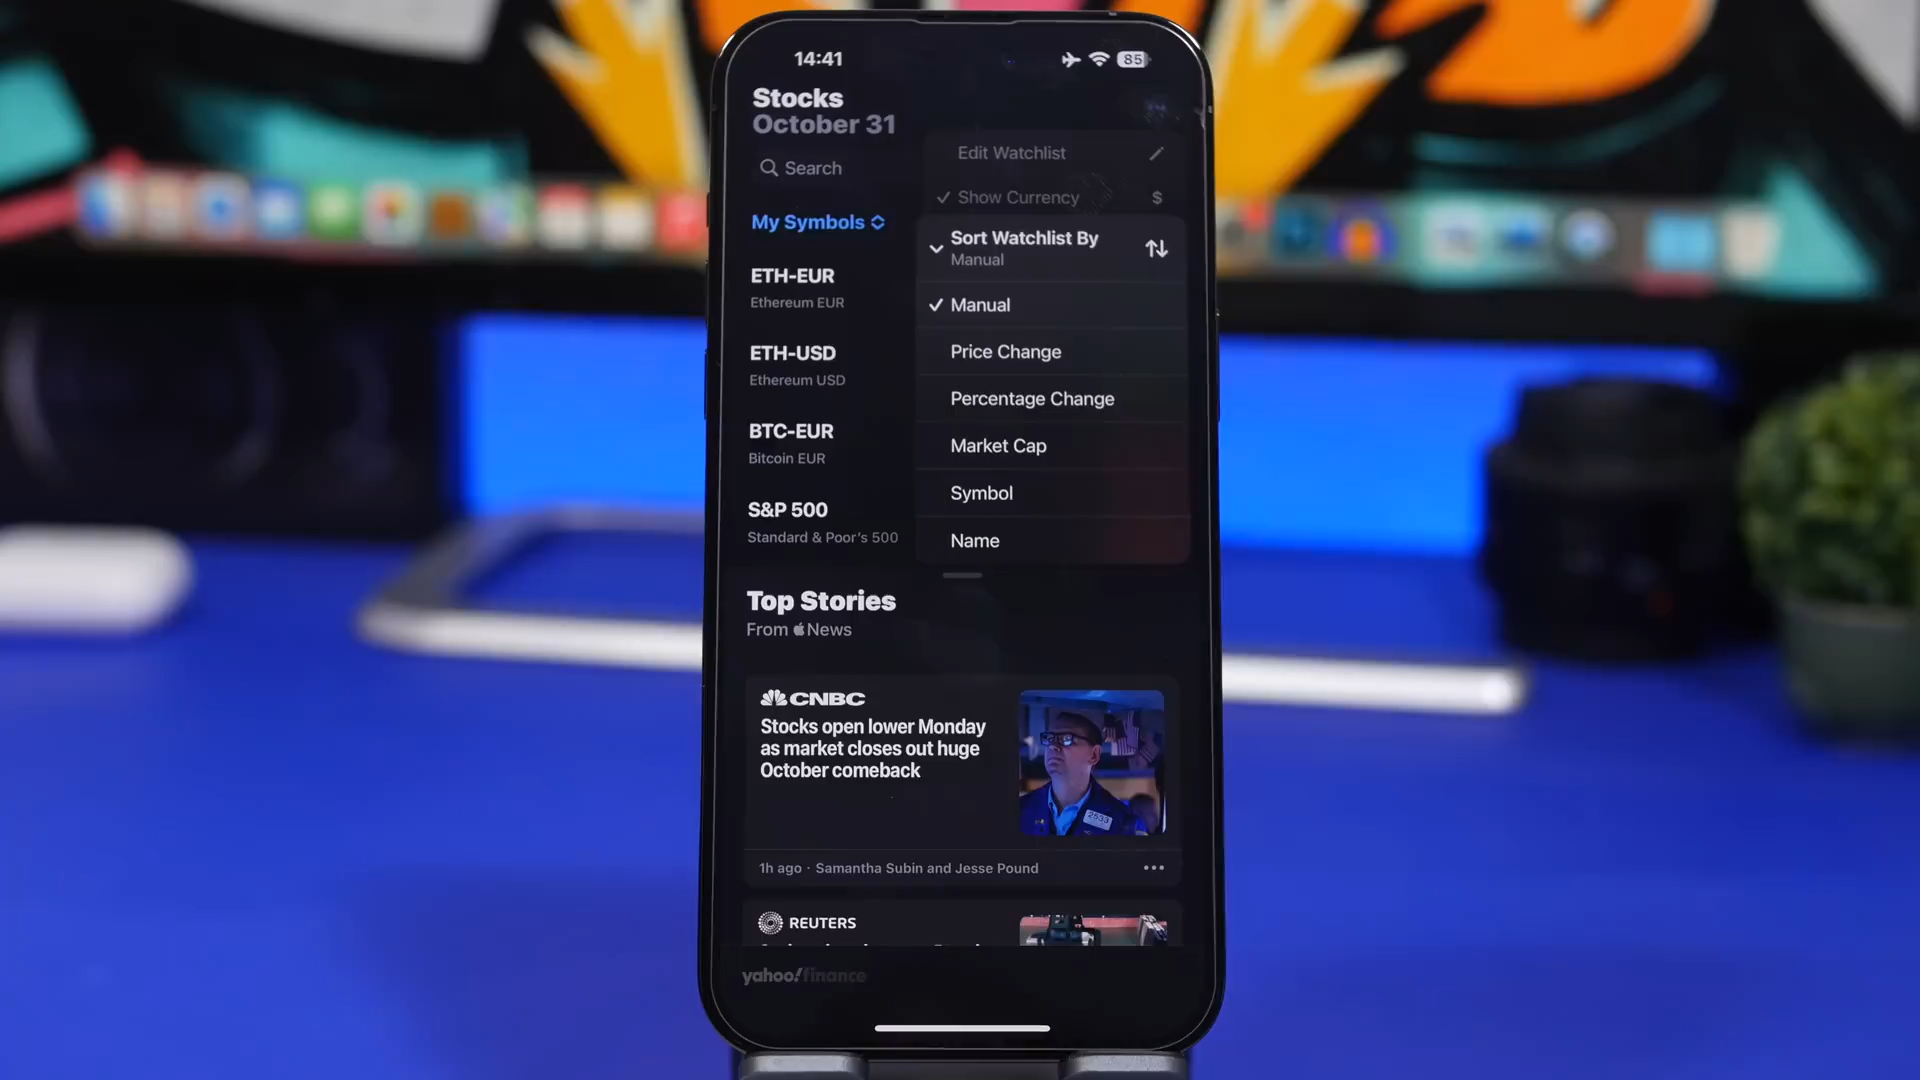 14:41
85
Stocks
October 31
Search
Edit Watchlist
Show Currency $
My Symbols
Sort Watchlist By
Manual
Manual
Price Change
Percentage Change
Market Cap
Symbol
Name
ETH-EUR
Ethereum EUR
ETH-USD
Ethereum USD
BTC-EUR
Bitcoin EUR
S&P 500
Standard & Poor's 500
Top Stories
From News
CNBC
Stocks open lower Monday
as market closes out huge
October comeback
2533
1h ago · Samantha Subin and Jesse Pound
REUTERS
yahoo!finance